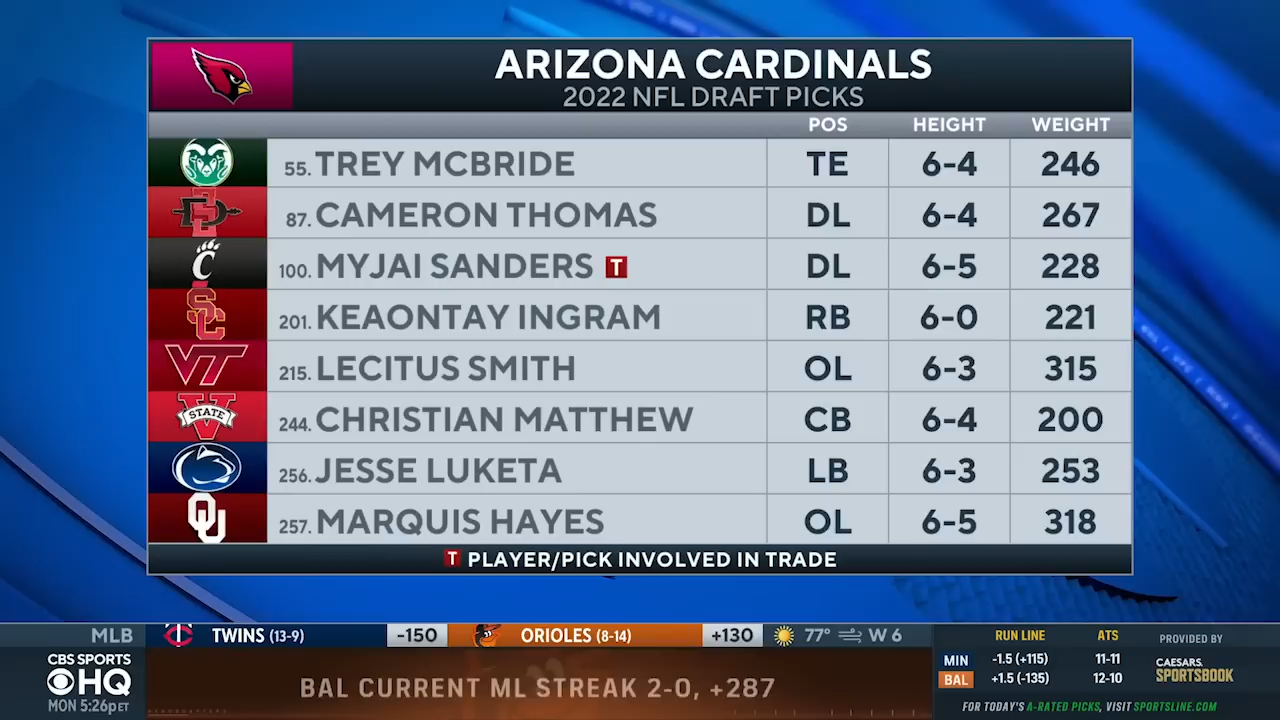 ARIZONA CARDINALS
2022 NFL DRAFT PICKS
POS HEIGHT WEIGHT
55. TREY MCBRIDE TE 6-4 246
87. CAMERON THOMAS DL 6-4 267
C 100. MYJAI SANDERS T DL 6-5 228
SC 201. KEAONTAY INGRAM RB 6-0 221
VT 215. LECITUS SMITH OL 6-3 315
V STATE 244. CHRISTIAN MATTHEW CB 6-4 200
256. JESSE LUKETA LB 6-3 253
OU 257. MARQUIS HAYES OL 6-5 318
T PLAYER/PICK INVOLVED IN TRADE
MLB TWINS (13-9) -150 ORIOLES (8-14) +130 77° W 6
RUN LINE ATS PROVIDED BY
MIN -1.5 (+115) 11-11
BAL +1.5 (-135) 12-10
CAESARS SPORTSBOOK
CBS SPORTS
HQ
MON 5:26P ET
BAL CURRENT ML STREAK 2-0, +287
FOR TODAY'S A-RATED PICKS, VISIT SPORTSLINE.COM